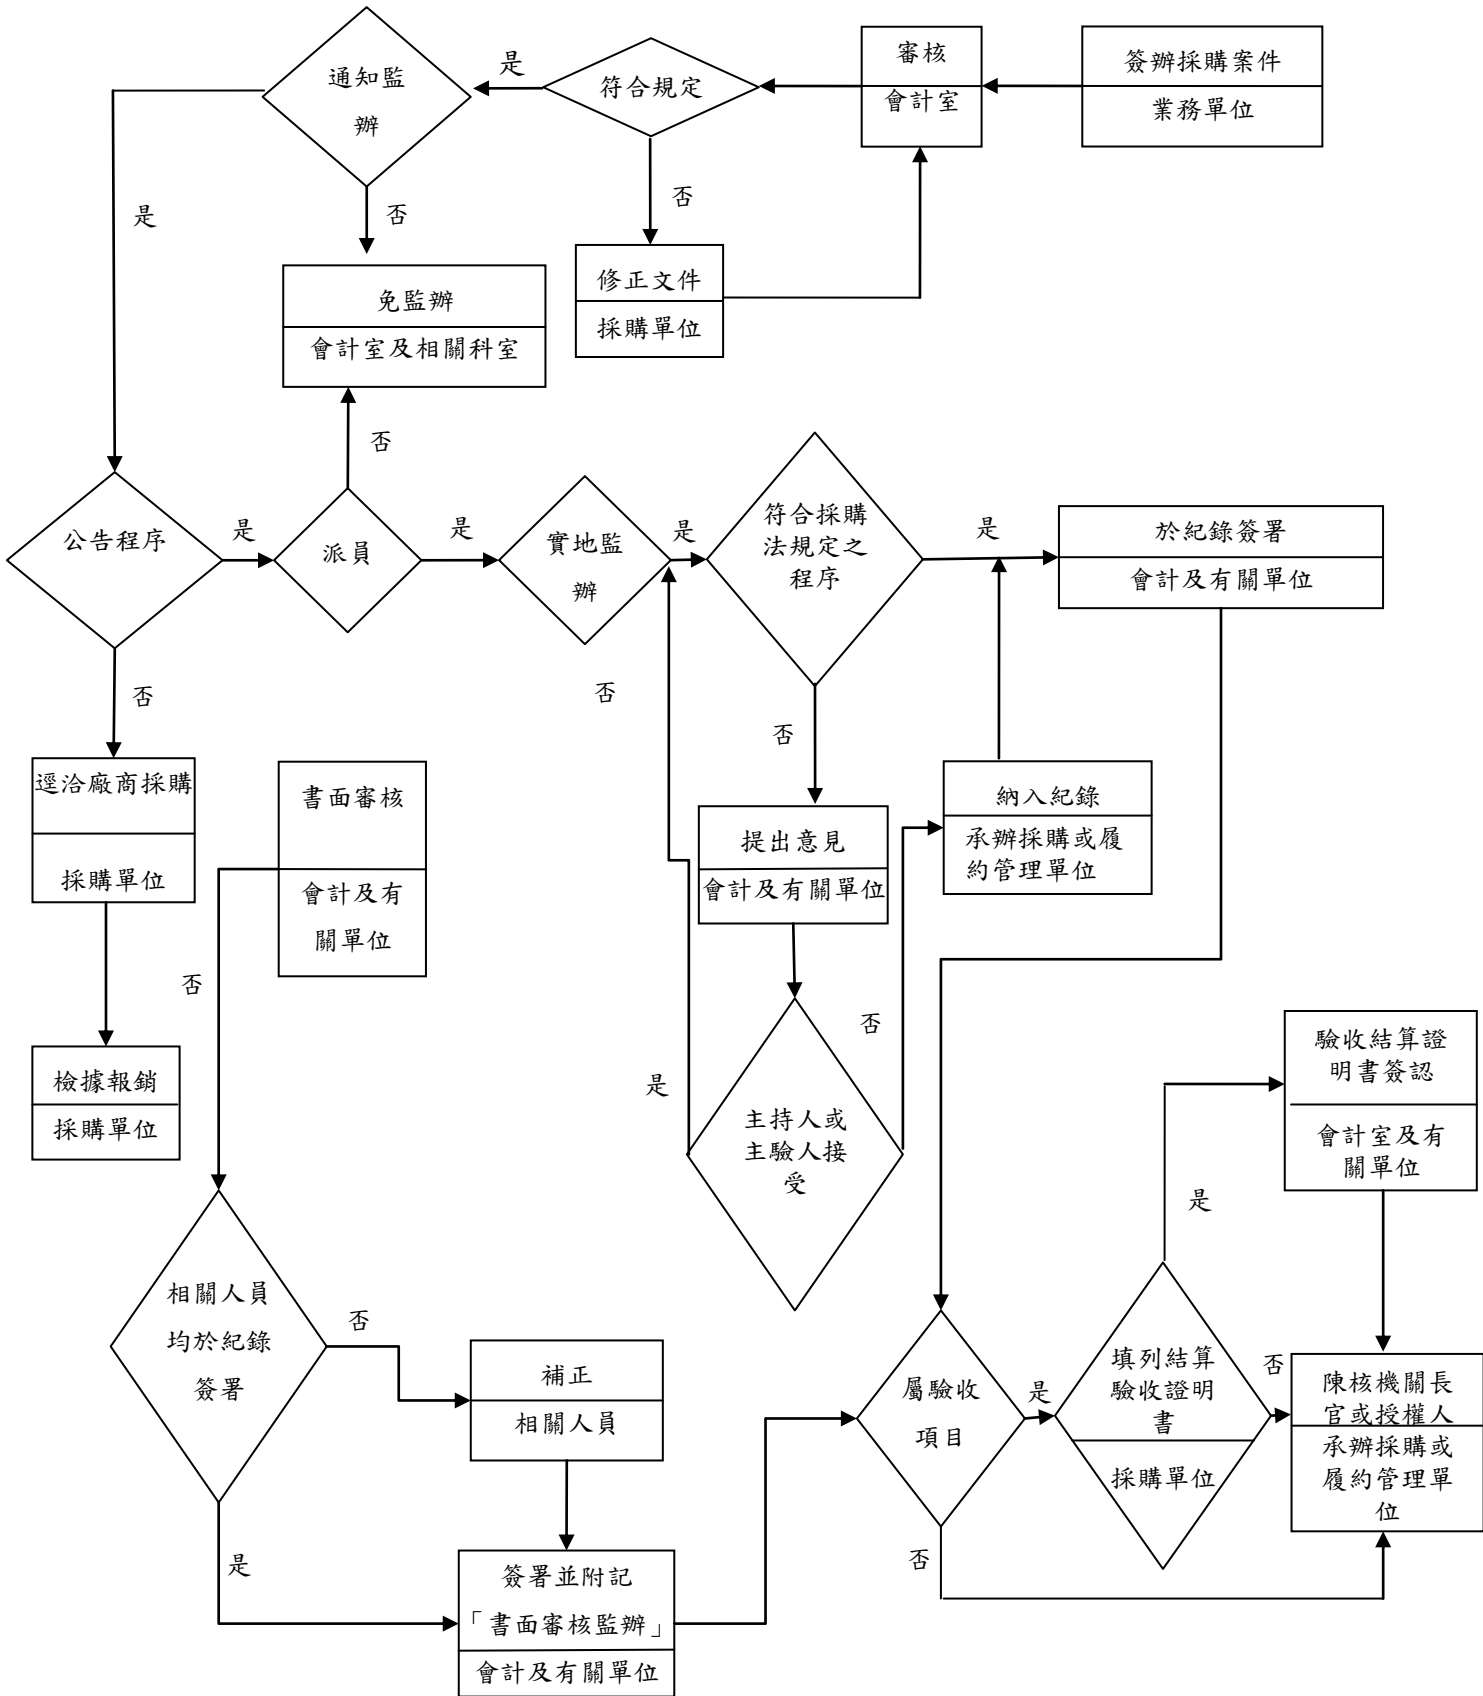 簽辦採購案件
業務單位
審核
會計室
符合規定
是
通知監
辦
否
修正文件
採購單位
否
免監辦
會計室及相關科室
是
公告程序
是
派員
否
是
實地監
辦
是
符合採購
法規定之
程序
是
於紀錄簽署
會計及有關單位
否
逕洽廠商採購
採購單位
檢據報銷
採購單位
否
書面審核
會計及有
關單位
否
否
提出意見
會計及有關單位
納入紀錄
承辦採購或履
約管理單位
主持人或
主驗人接
受
是
否
相關人員
均於紀錄
簽署
否
補正
相關人員
是
簽署並附記
「書面審核監辦」
會計及有關單位
屬驗收
項目
是
否
填列結算
驗收證明
書
採購單位
是
否
驗收結算證
明書簽認
會計室及有
關單位
陳核機關長
官或授權人
承辦採購或
履約管理單
位